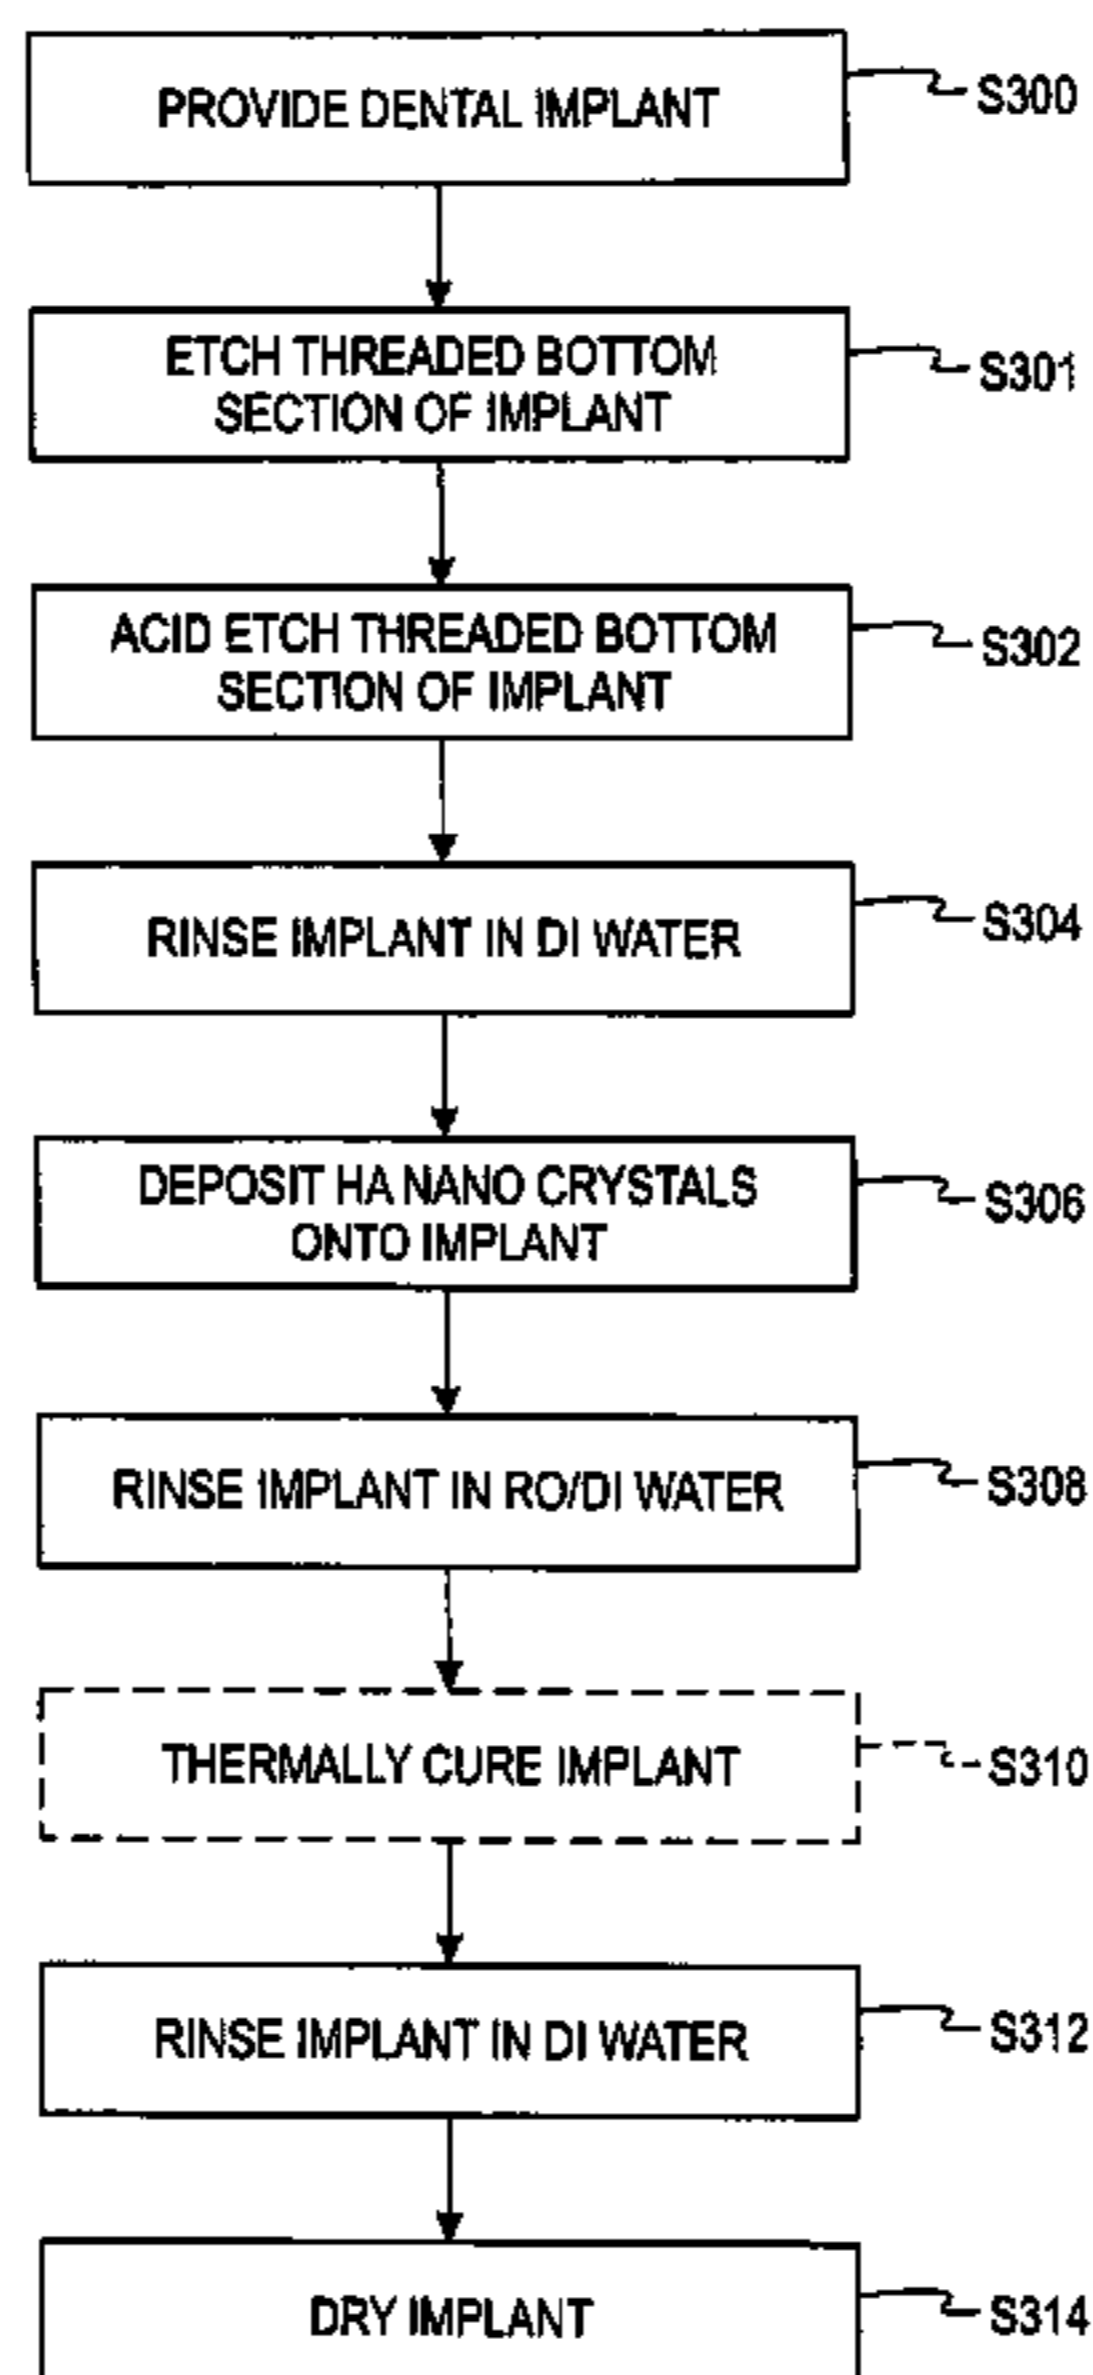 PROVIDE DENTAL IMPLANT
S300
ETCH THREADED BOTTOM
SECTION OF IMPLANT
S301
ACID ETCH THREADED BOTTOM
SECTION OF IMPLANT
S302
RINSE IMPLANT IN DI WATER
S304
DEPOSIT HA NANO CRYSTALS
ONTO IMPLANT
S306
RINSE IMPLANT IN RO/DI WATER
S308
THERMALLY CURE IMPLANT
S310
RINSE IMPLANT IN DI WATER
S312
DRY IMPLANT
S314